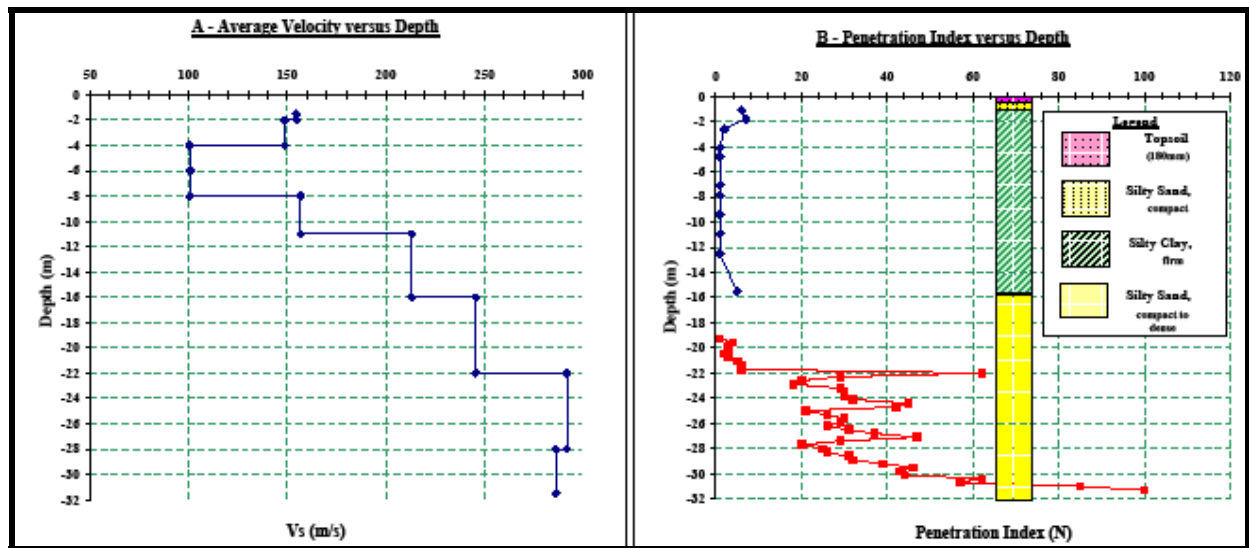 A - Average Velocity versus Depth
50 100 150 200 250 300
0
-2
-4
-6
-8
-10
-12
-14
-16
-18
-20
-22
-24
-26
-28
-30
-32
Depth (m)
Vs (m/s)
B - Penetration Index versus Depth
0 20 40 60 80 100 120
0
-2
-4
-6
-8
-10
-12
-14
-16
-18
-20
-22
-24
-26
-28
-30
-32
Depth (m)
Legend
Topsoil
(180mm)
Silty Sand,
compact
Silty Clay,
firm
Silty Sand,
compact to
dense
Penetration Index (N)